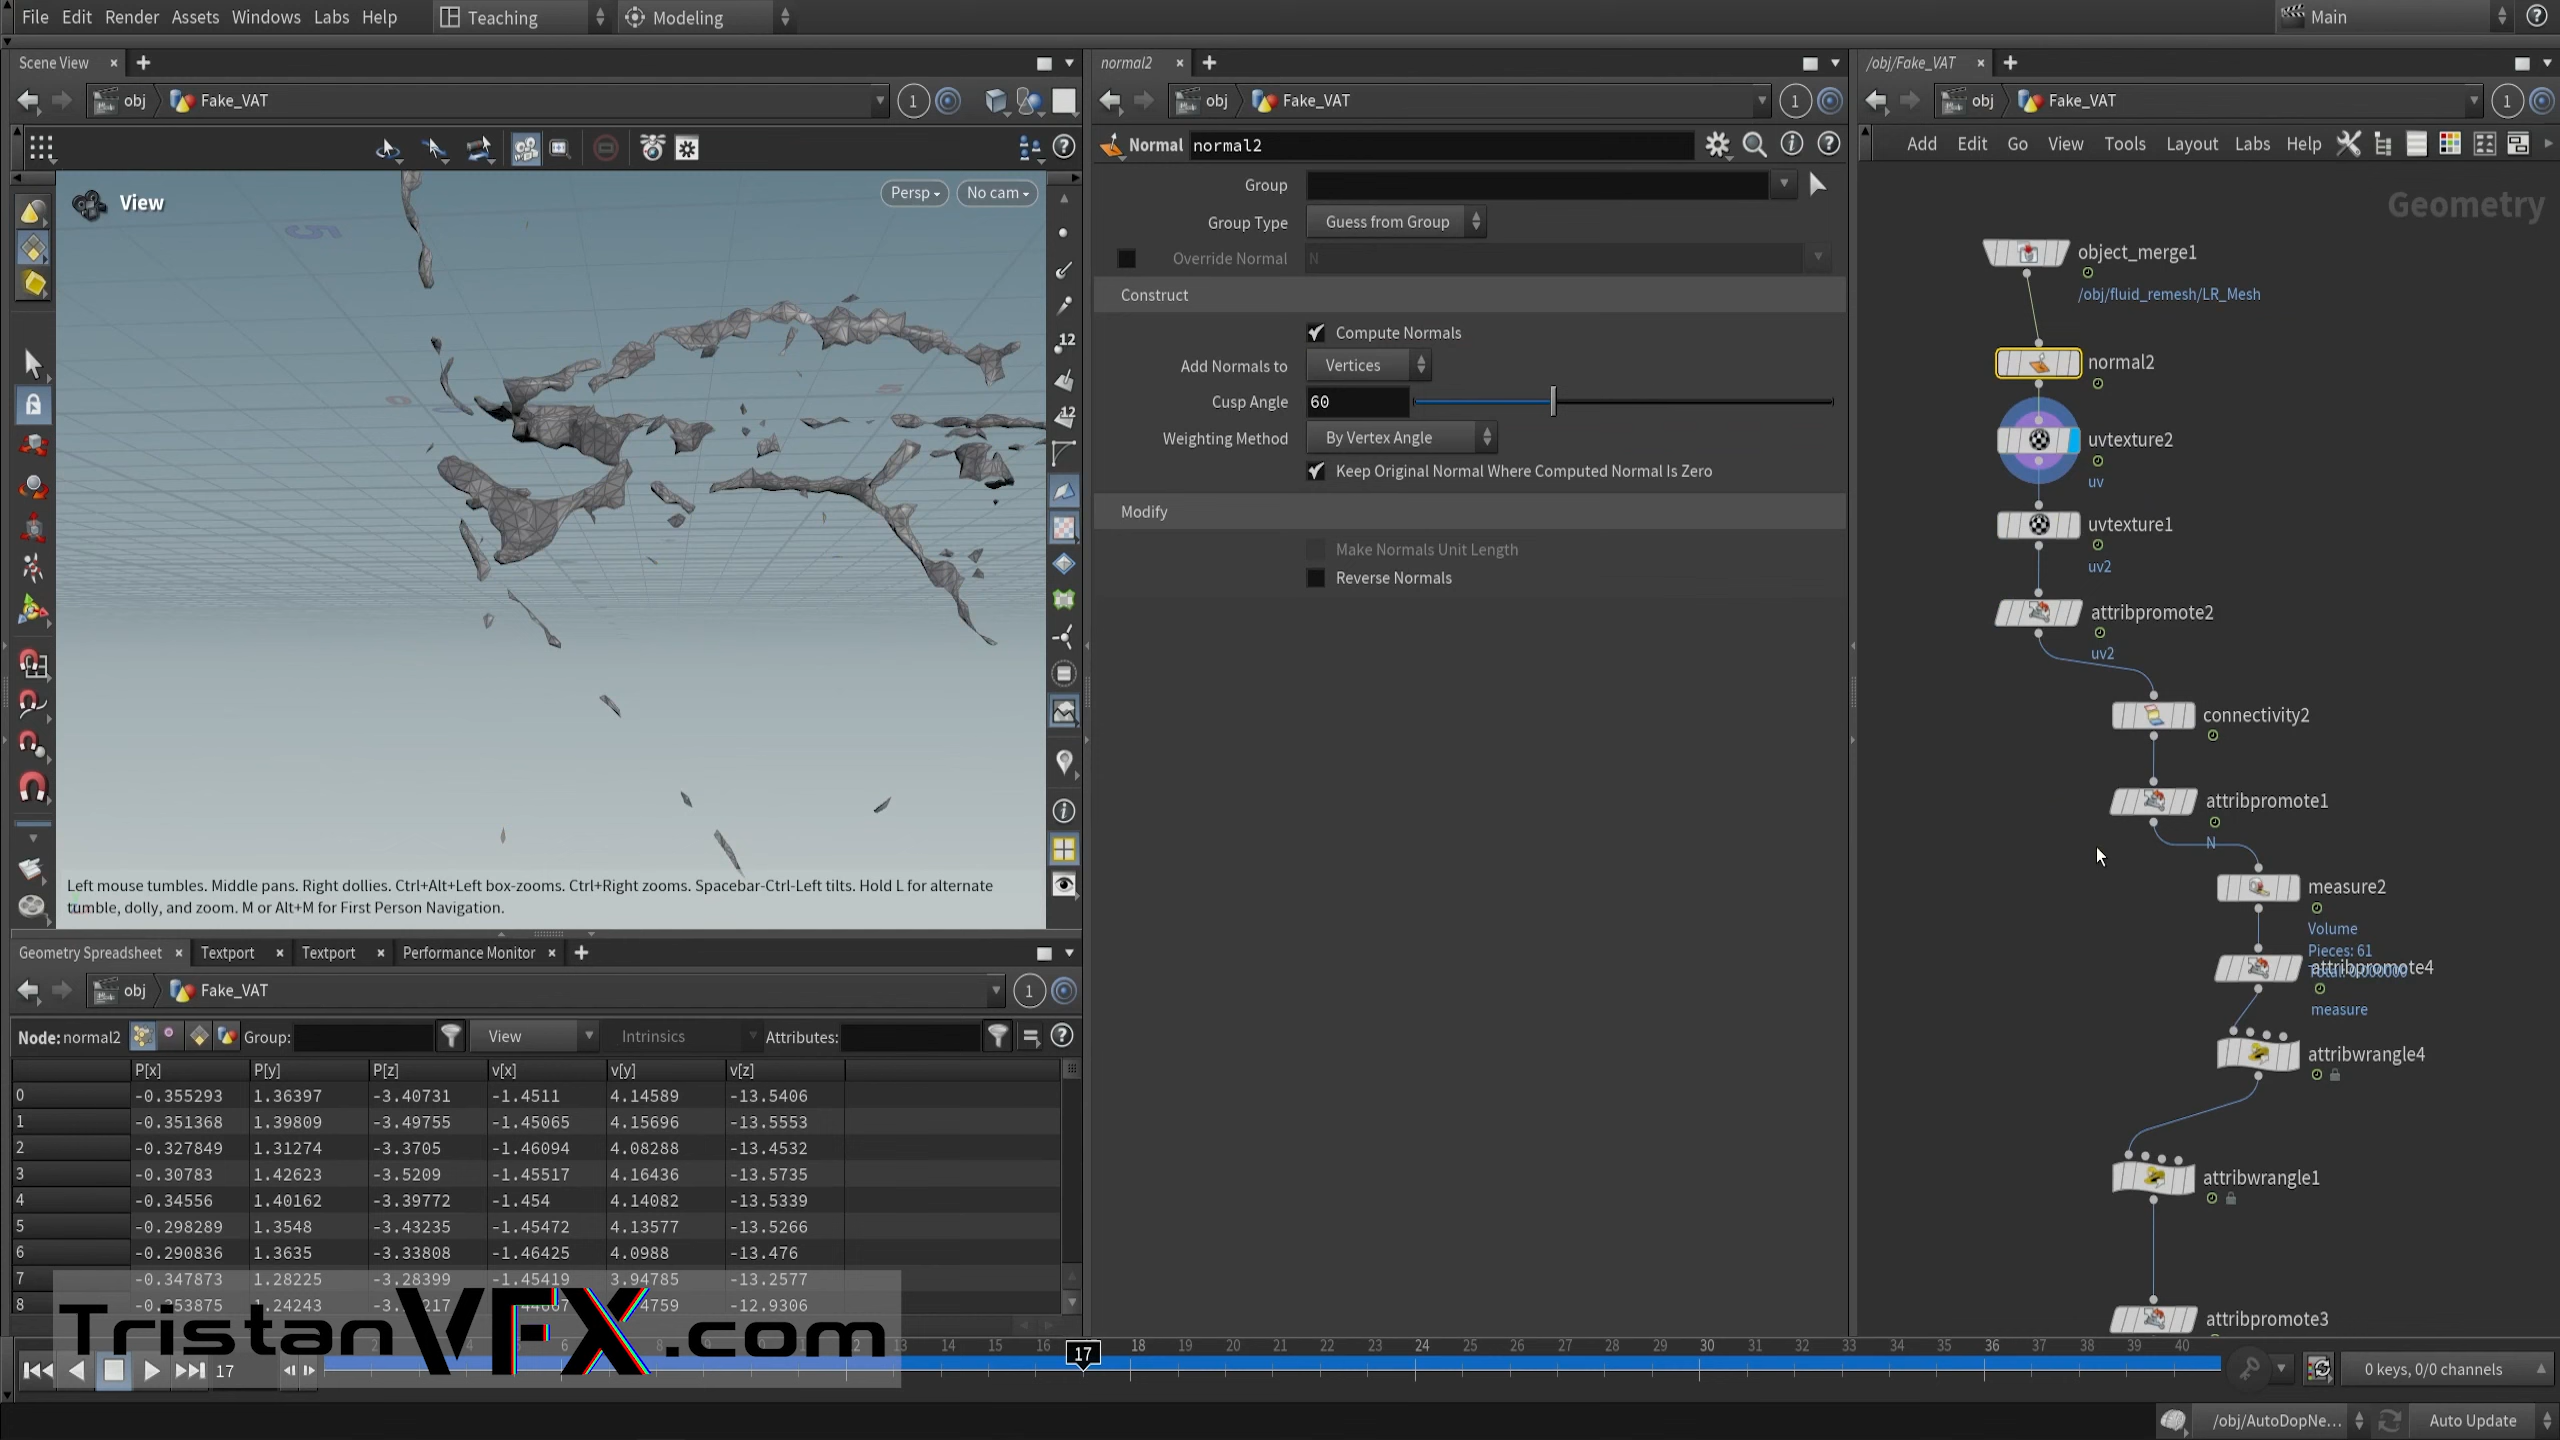 File Edit Render Assets Windows Labs Help Teaching Modeling Main
Scene View
normal2
/obj/Fake_VAT
obj Fake_VAT 1
obj Fake_VAT 1
obj Fake_VAT 1
Normal normal2
Add Edit Go View Tools Layout Labs Help
View
Persp No cam
Group
Group Type Guess from Group
Override Normal N
Construct
Compute Normals
Add Normals to Vertices
Cusp Angle 60
Weighting Method By Vertex Angle
Keep Original Normal Where Computed Normal Is Zero
Modify
Make Normals Unit Length
Reverse Normals
12
12
Left mouse tumbles. Middle pans. Right dollies. Ctrl+Alt+Left box-zooms. Ctrl+Right zooms. Spacebar-Ctrl-Left tilts. Hold L for alternate
tumble, dolly, and zoom. M or Alt+M for First Person Navigation.
Geometry
object_merge1
/obj/fluid_remesh/LR_Mesh
normal2
uvtexture2
uv
uvtexture1
uv2
attribpromote2
uv2
connectivity2
attribpromote1
N
measure2
Volume
Pieces: 61
attribpromote4
measure
attribwrangle4
attribwrangle1
attribpromote3
Geometry Spreadsheet Textport Textport Performance Monitor
obj Fake_VAT 1
Node: normal2 Group: View Intrinsics Attributes:
P[x] P[y] P[z] v[x] v[y] v[z]
0 -0.355293 1.36397 -3.40731 -1.4511 4.14589 -13.5406
1 -0.351368 1.39809 -3.49755 -1.45065 4.15696 -13.5553
2 -0.327849 1.31274 -3.3705 -1.46094 4.08288 -13.4532
3 -0.30783 1.42623 -3.5209 -1.45517 4.16436 -13.5735
4 -0.34556 1.40162 -3.39772 -1.454 4.14082 -13.5339
5 -0.298289 1.3548 -3.43235 -1.45472 4.13577 -13.5266
6 -0.290836 1.3635 -3.33808 -1.46425 4.0988 -13.476
7 -0.347873 1.28225 -3.28399 -1.45419 3.94785 -13.2577
8 1.24243 -12.9306
TristanVFX.com
13 14 15 16 17 18 19 20 21 22 23 24 25 26 27 28 29 30 31 32 33 34 35 36 37 38 39 40
17
0 keys, 0/0 channels
/obj/AutoDopNe... Auto Update